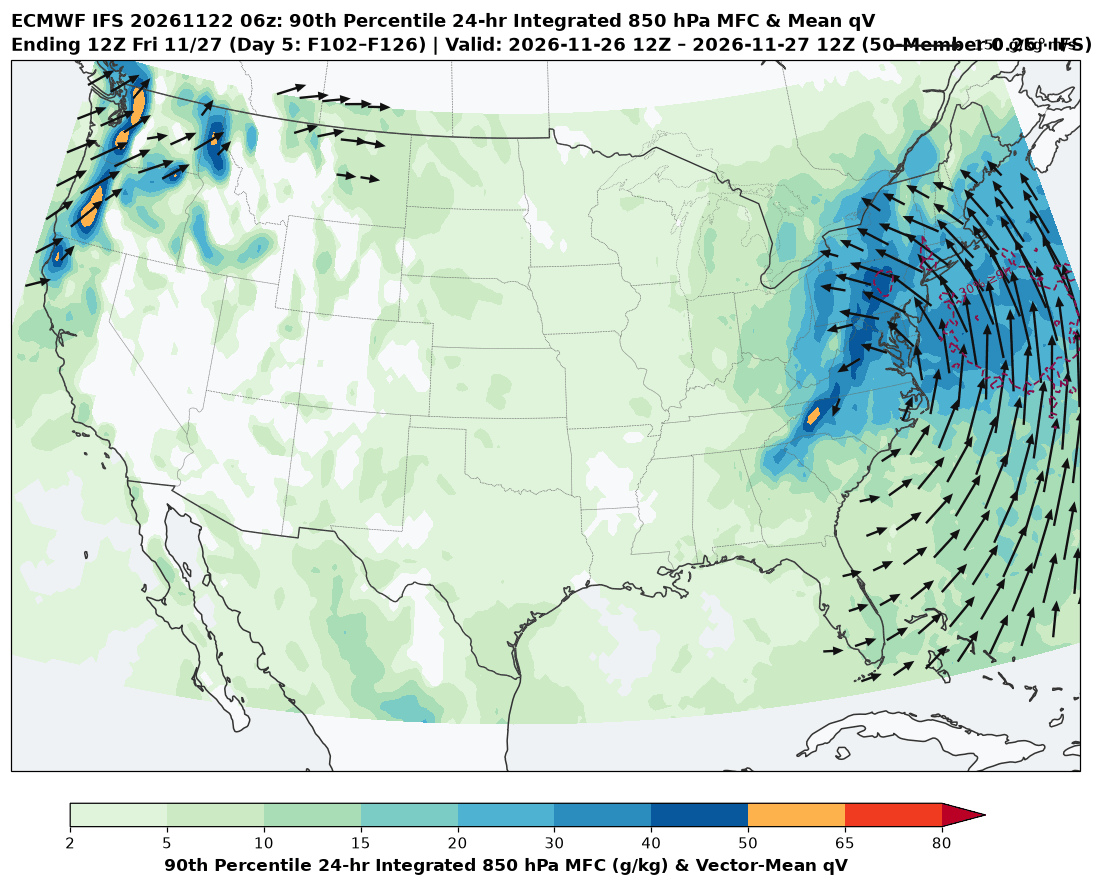 ECMWF IFS 20261122 06z: 90th Percentile 24-hr Integrated 850 hPa MFC & Mean qV
Ending 12Z Fri 11/27 (Day 5: F102–F126) | Valid: 2026-11-26 12Z – 2026-11-27 12Z (50-Member 0.25° IFS)
2 5 10 15 20 30 40 50 65 80
90th Percentile 24-hr Integrated 850 hPa MFC (g/kg) & Vector-Mean qV